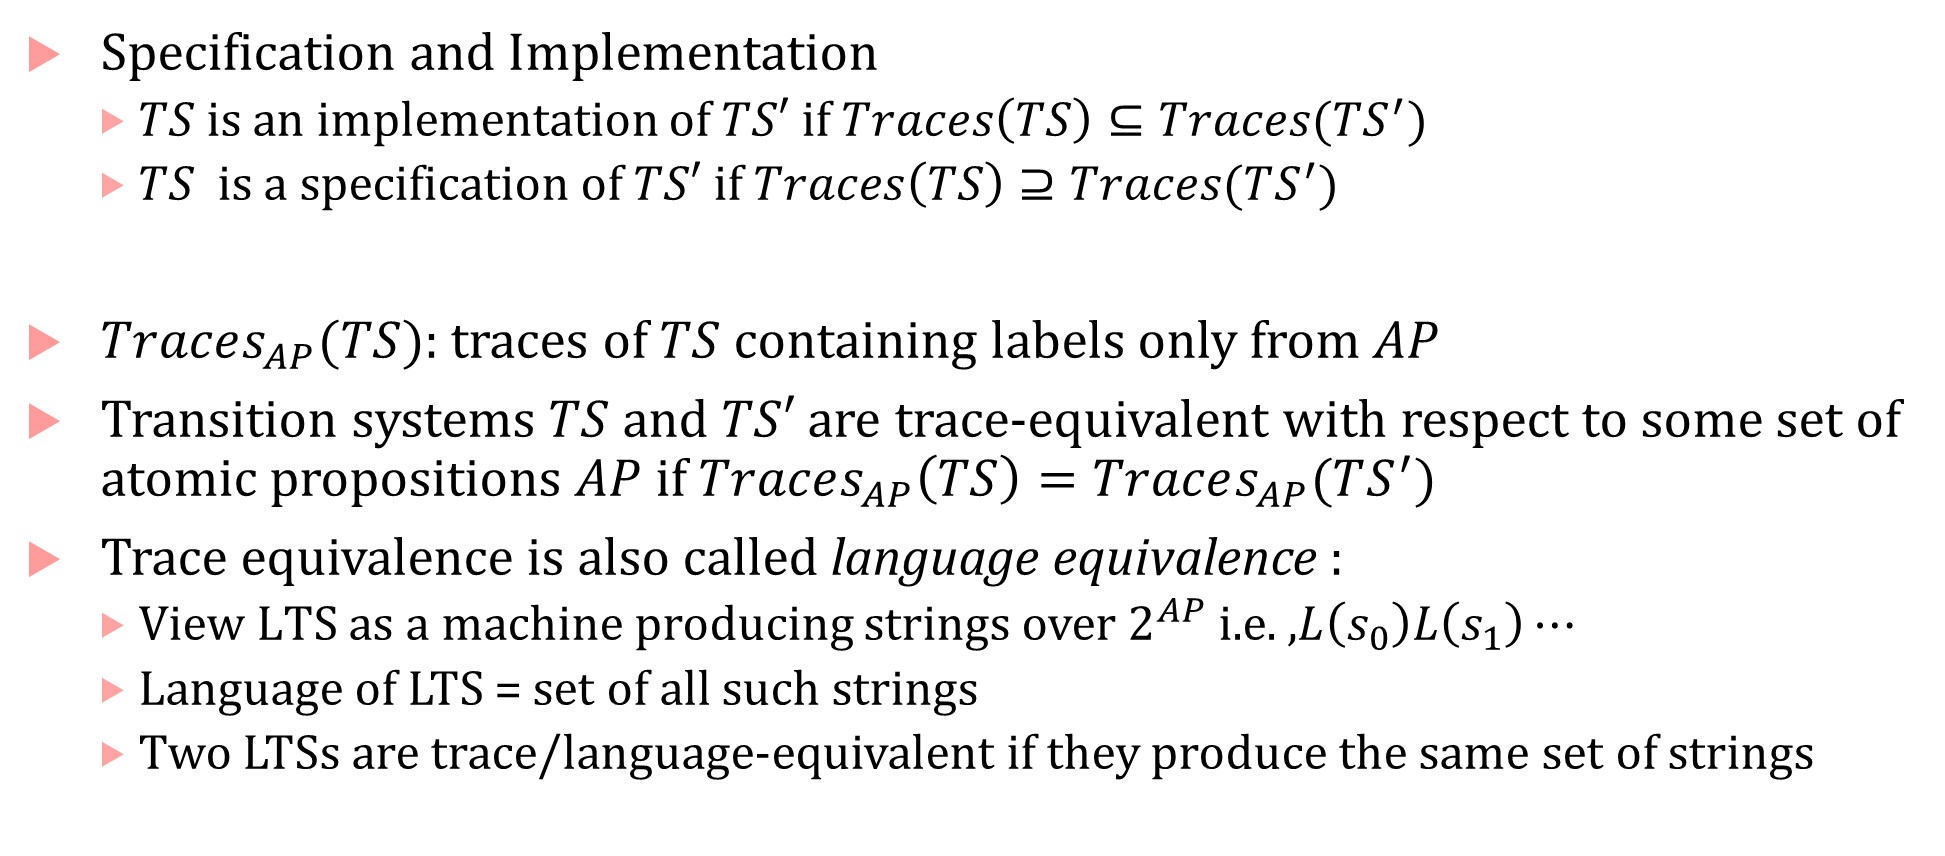 Specification and Implementation
TS is an implementation of TS′ if Traces(TS) ⊆ Traces(TS′)
TS is a specification of TS′ if Traces(TS) ⊇ Traces(TS′)
Traces_AP(TS): traces of TS containing labels only from AP
Transition systems TS and TS′ are trace-equivalent with respect to some set of
atomic propositions AP if Traces_AP(TS) = Traces_AP(TS′)
Trace equivalence is also called language equivalence :
View LTS as a machine producing strings over 2^AP i.e. ,L(s₀)L(s₁) ⋯
Language of LTS = set of all such strings
Two LTSs are trace/language-equivalent if they produce the same set of strings